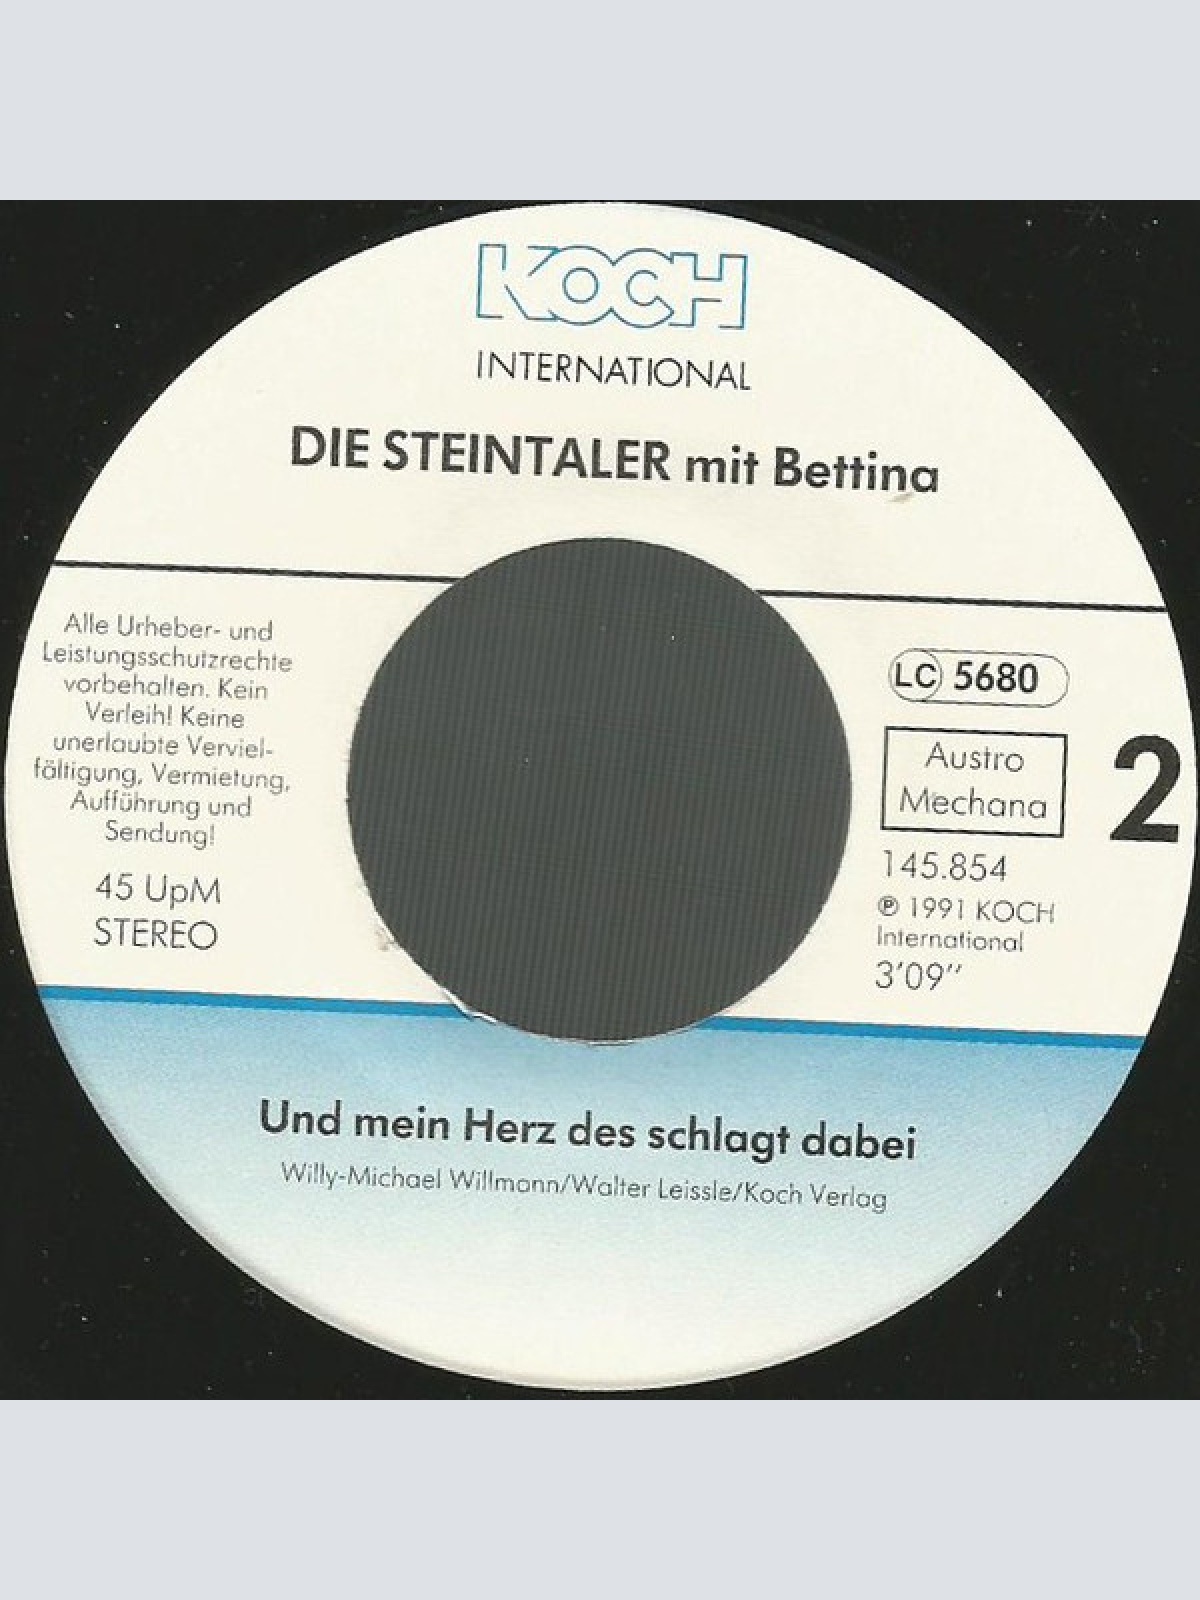 KOCH
INTERNATIONAL
DIE STEINTALER mit Bettina
Alle Urheber- und
Leistungsschutzrechte
vorbehalten. Kein
Verleih! Keine
unerlaubte Verviel-
fältigung, Vermietung,
Aufführung und
Sendung!
45 UpM
STEREO
LC 5680
Austro
Mechana
2
145.854
℗ 1991 KOCH
International
3'09''
Und mein Herz des schlagt dabei
Willy-Michael Willmann/Walter Leissle/Koch Verlag